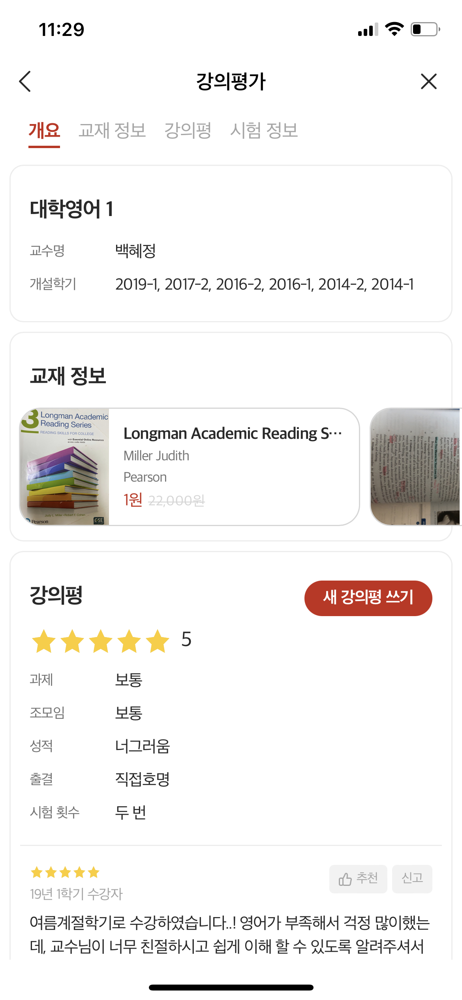 11:29
강의평가
개요 교재 정보 강의평 시험 정보
대학영어 1
교수명 백혜정
개설학기 2019-1, 2017-2, 2016-2, 2016-1, 2014-2, 2014-1
교재 정보
3 Longman Academic
Reading Series
READING SKILLS FOR COLLEGE
with Essential Online Resources
access code inside
Judy L. Miller • Robert F. Cohen
Pearson
GSE
Longman Academic Reading S···
Miller Judith
Pearson
1원 22,000원
강의평
새 강의평 쓰기
5
과제 보통
조모임 보통
성적 너그러움
출결 직접호명
시험 횟수 두 번
추천 신고
19년 1학기 수강자
여름계절학기로 수강하였습니다..! 영어가 부족해서 걱정 많이했는
데, 교수님이 너무 친절하시고 쉽게 이해 할 수 있도록 알려주셔서